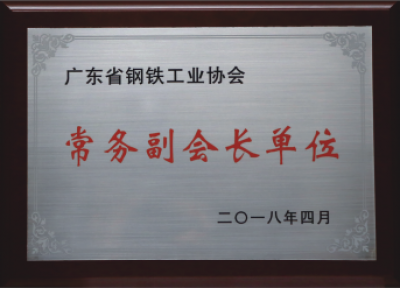 广东省钢铁工业协会
常务副会长单位
二〇一八年四月